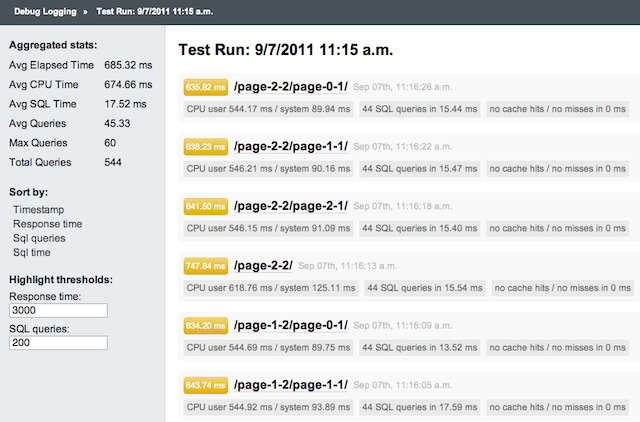 Debug Logging » Test Run: 9/7/2011 11:15 a.m.
Aggregated stats:
Avg Elapsed Time 685.32 ms
Avg CPU Time 674.66 ms
Avg SQL Time 17.52 ms
Avg Queries 45.33
Max Queries 60
Total Queries 544
Sort by:
Timestamp
Response time
Sql queries
Sql time
Highlight thresholds:
Response time:
3000
SQL queries:
200
Test Run: 9/7/2011 11:15 a.m.
635.82 ms /page-2-2/page-0-1/ Sep 07th, 11:16:26 a.m.
CPU user 544.17 ms / system 89.94 ms 44 SQL queries in 15.44 ms no cache hits / no misses in 0 ms
638.23 ms /page-2-2/page-1-1/ Sep 07th, 11:16:22 a.m.
CPU user 546.21 ms / system 90.16 ms 44 SQL queries in 15.47 ms no cache hits / no misses in 0 ms
641.50 ms /page-2-2/page-2-1/ Sep 07th, 11:16:18 a.m.
CPU user 546.15 ms / system 91.09 ms 44 SQL queries in 15.40 ms no cache hits / no misses in 0 ms
747.84 ms /page-2-2/ Sep 07th, 11:16:13 a.m.
CPU user 618.76 ms / system 125.11 ms 44 SQL queries in 15.54 ms no cache hits / no misses in 0 ms
634.20 ms /page-1-2/page-0-1/ Sep 07th, 11:16:09 a.m.
CPU user 544.69 ms / system 89.75 ms 44 SQL queries in 13.52 ms no cache hits / no misses in 0 ms
643.74 ms /page-1-2/page-1-1/ Sep 07th, 11:16:05 a.m.
CPU user 544.92 ms / system 93.89 ms 44 SQL queries in 17.59 ms no cache hits / no misses in 0 ms